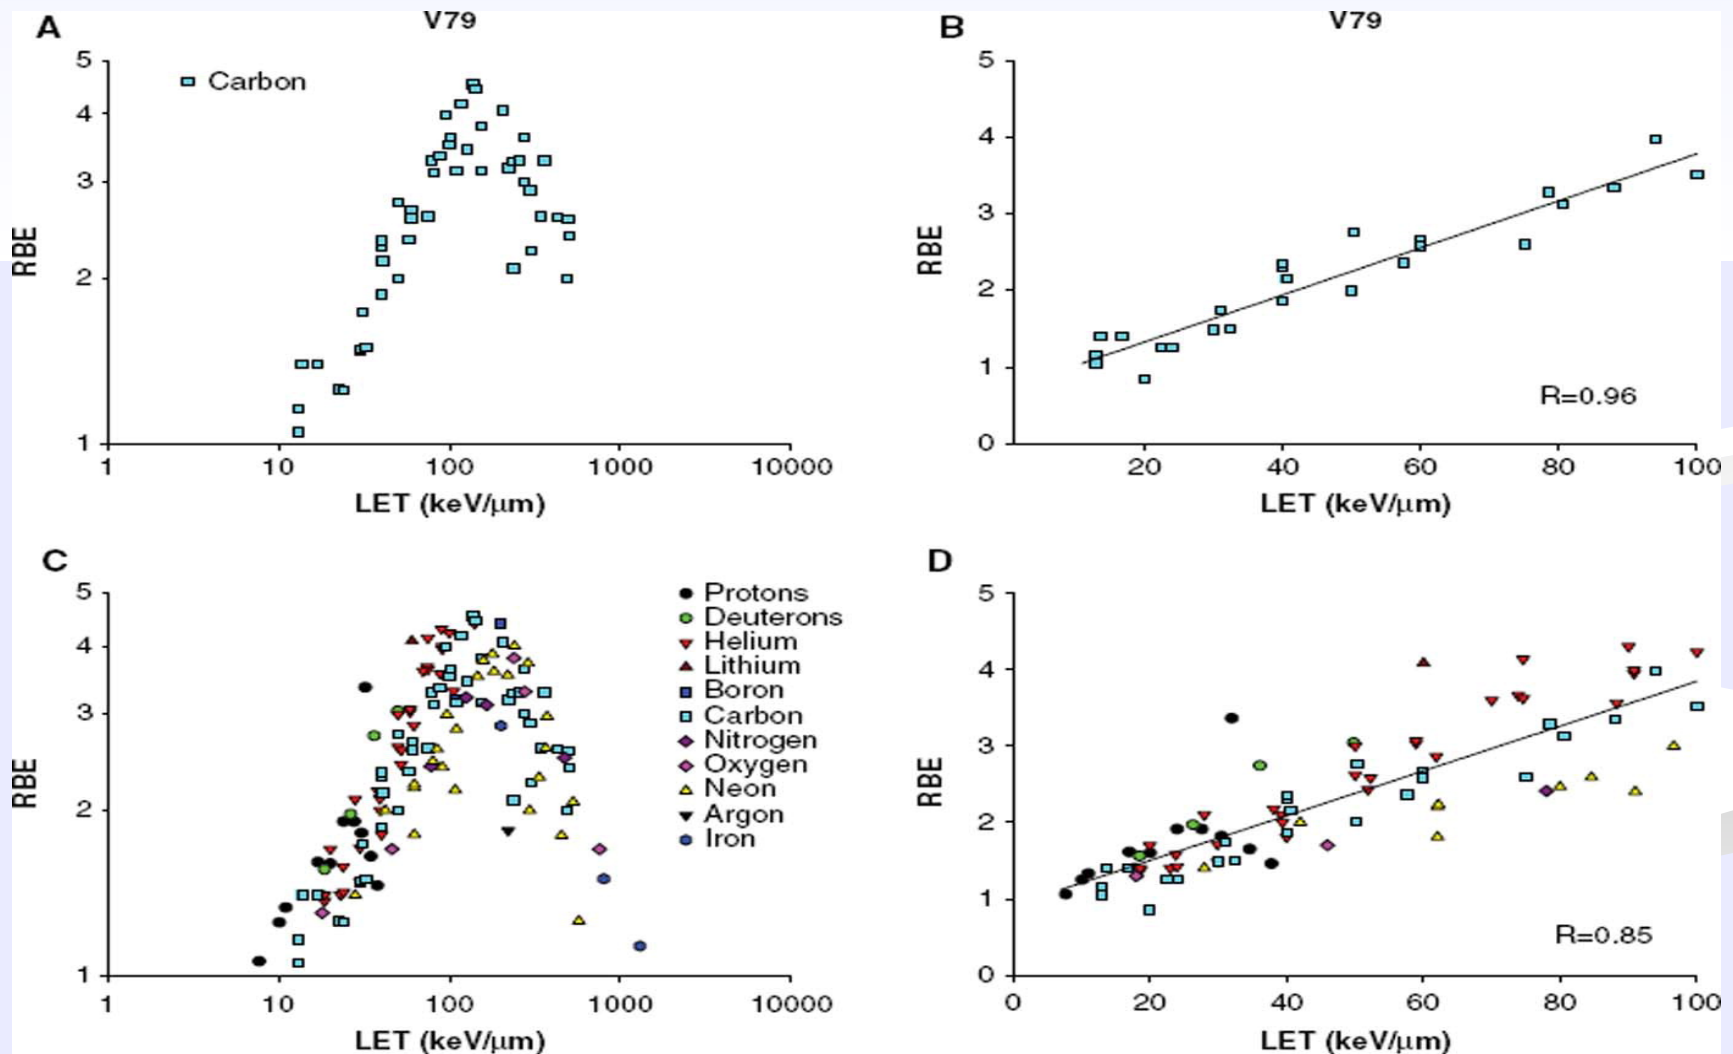 A
V79
5
4
3
2
1
RBE
Carbon
1
10
100
1000
10000
LET (keV/μm)
B
V79
5
4
3
2
1
0
RBE
R=0.96
20
40
60
80
100
LET (keV/μm)
C
5
4
3
2
1
RBE
Protons
Deuterons
Helium
Lithium
Boron
Carbon
Nitrogen
Oxygen
Neon
Argon
Iron
1
10
100
1000
10000
LET (keV/μm)
D
5
4
3
2
1
0
RBE
R=0.85
0
20
40
60
80
100
LET (keV/μm)